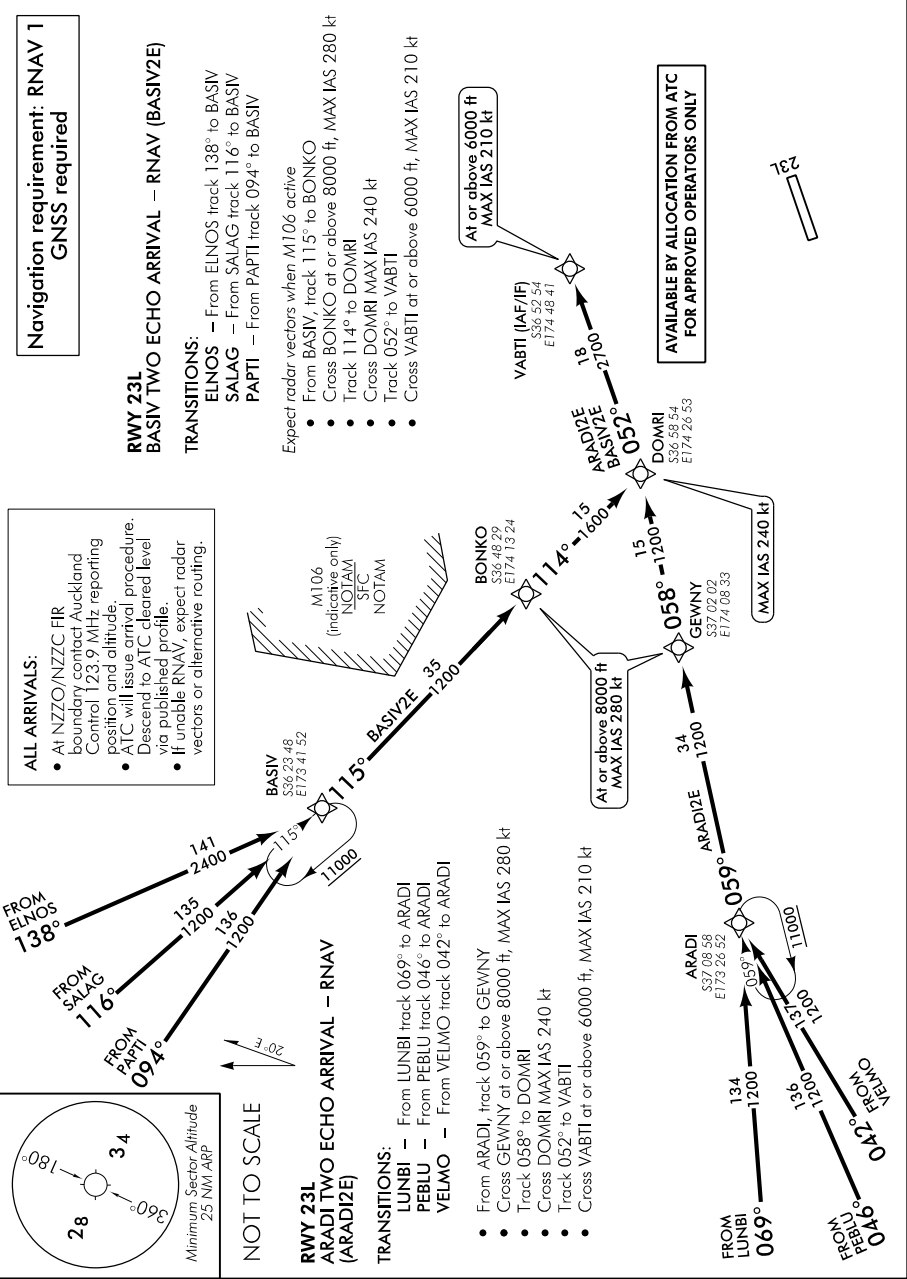 Navigation requirement: RNAV 1
GNSS required
ALL ARRIVALS:
• At NZZO/NZZC FIR
boundary contact Auckland
Control 123.9 MHz reporting
position and altitude.
• ATC will issue arrival procedure.
Descend to ATC cleared level
via published profile.
• If unable RNAV, expect radar
vectors or alternative routing.
RWY 23L
BASIV TWO ECHO ARRIVAL – RNAV (BASIV2E)
TRANSITIONS:
ELNOS – From ELNOS track 138° to BASIV
SALAG – From SALAG track 116° to BASIV
PAPTI – From PAPTI track 094° to BASIV
Expect radar vectors when M106 active
• From BASIV, track 115° to BONKO
• Cross BONKO at or above 8000 ft, MAX IAS 280 kt
• Track 114° to DOMRI
• Cross DOMRI MAX IAS 240 kt
• Track 052° to VABTI
• Cross VABTI at or above 6000 ft, MAX IAS 210 kt
180°
360°
28
34
Minimum Sector Altitude
25 NM ARP
NOT TO SCALE
20°E
FROM
ELNOS
138°
141
2400
FROM
SALAG
116°
135
1200
FROM
PAPTI
094°
136
1200
BASIV
S36 23 48
E173 41 52
115°
11000
115°
BASIV2E
35
1200
M106
(indicative only)
NOTAM
SFC
NOTAM
BONKO
S36 48 29
E174 13 24
114°
15
1600
At or above 8000 ft
MAX IAS 280 kt
RWY 23L
ARADI TWO ECHO ARRIVAL – RNAV
(ARADI2E)
TRANSITIONS:
LUNBI – From LUNBI track 069° to ARADI
PEBLU – From PEBLU track 046° to ARADI
VELMO – From VELMO track 042° to ARADI
• From ARADI, track 059° to GEWNY
• Cross GEWNY at or above 8000 ft, MAX IAS 280 kt
• Track 058° to DOMRI
• Cross DOMRI MAX IAS 240 kt
• Track 052° to VABTI
• Cross VABTI at or above 6000 ft, MAX IAS 210 kt
FROM
LUNBI
069°
134
1200
FROM
PEBLU
046°
136
1200
FROM
VELMO
042°
137
1200
ARADI
S37 08 58
E173 26 52
059°
11000
059°
ARADI2E
34
1200
GEWNY
S37 02 02
E174 08 33
058°
15
1200
DOMRI
S36 58 54
E174 26 53
MAX IAS 240 kt
ARADI2E
BASIV2E
052°
18
2700
VABTI (IAF/IF)
S36 52 54
E174 48 41
At or above 6000 ft
MAX IAS 210 kt
AVAILABLE BY ALLOCATION FROM ATC
FOR APPROVED OPERATORS ONLY
23L